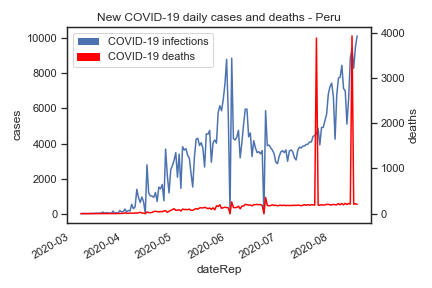 New COVID-19 daily cases and deaths - Peru
COVID-19 infections
COVID-19 deaths
10000
8000
6000
4000
2000
0
cases
4000
3000
2000
1000
0
deaths
2020-03
2020-04
2020-05
2020-06
2020-07
2020-08
dateRep